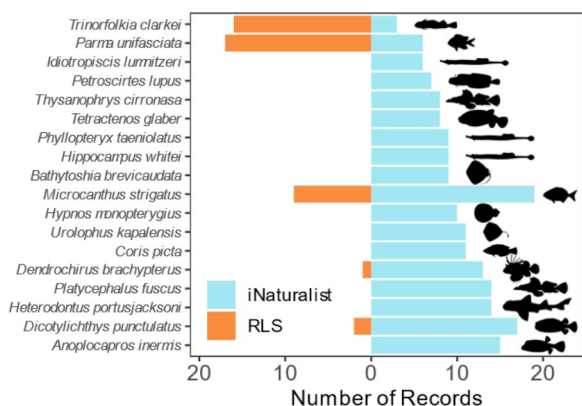 Trinorfolkia clarkei
Parma unifasciata
Idiotropiscis lumnitzeri
Petroscirtes lupus
Thysanophrys cirronasa
Tetractenos glaber
Phyllopteryx taeniolatus
Hippocampus whitei
Bathytoshia brevicaudata
Microcanthus strigatus
Hypnos monopterygius
Urolophus kapalensis
Coris picta
Dendrochirus brachypterus
Platycephalus fuscus
Heterodontus portusjacksoni
Dicotylichthys punctulatus
Anoplocapros inermis
iNaturalist
RLS
20 10 0 10 20
Number of Records